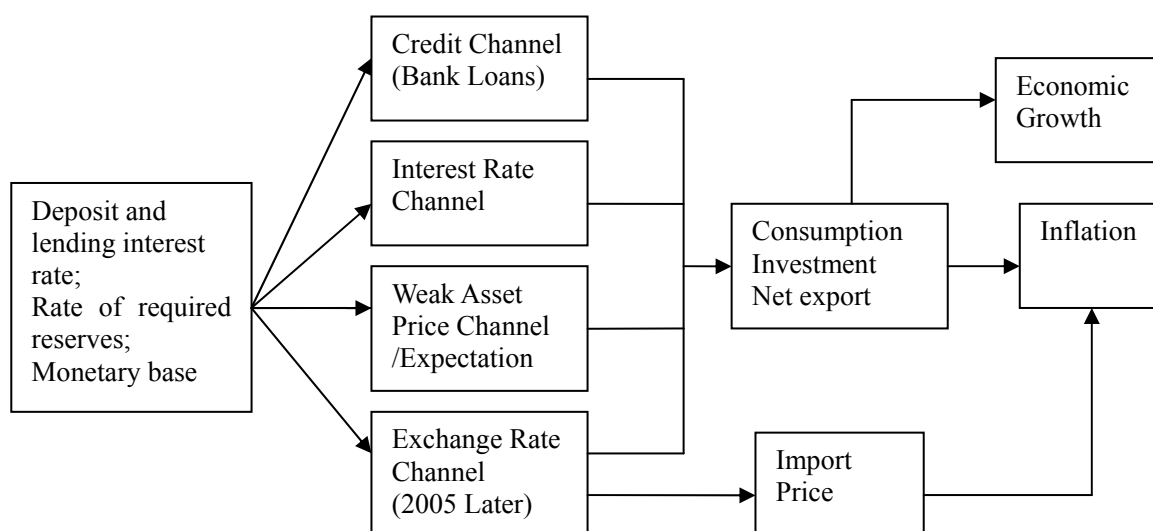 Deposit and
lending interest
rate;
Rate of required
reserves;
Monetary base
Credit Channel
(Bank Loans)
Interest Rate
Channel
Weak Asset
Price Channel
/Expectation
Exchange Rate
Channel
(2005 Later)
Consumption
Investment
Net export
Import
Price
Economic
Growth
Inflation